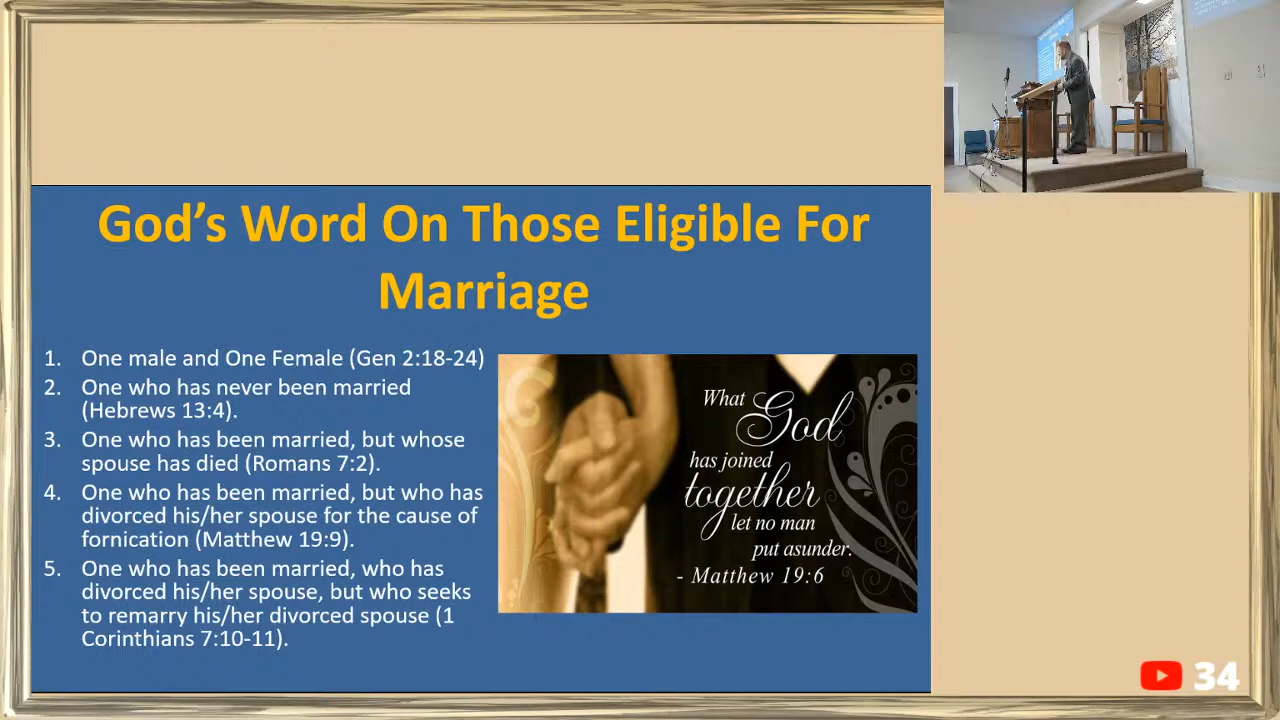 God's Word On Those Eligible For
Marriage
1. One male and One Female (Gen 2:18-24)
2. One who has never been married
(Hebrews 13:4).
3. One who has been married, but whose
spouse has died (Romans 7:2).
4. One who has been married, but who has
divorced his/her spouse for the cause of
fornication (Matthew 19:9).
5. One who has been married, who has
divorced his/her spouse, but who seeks
to remarry his/her divorced spouse (1
Corinthians 7:10-11).
What
God
has joined
together
let no man
put asunder.
- Matthew 19:6
34